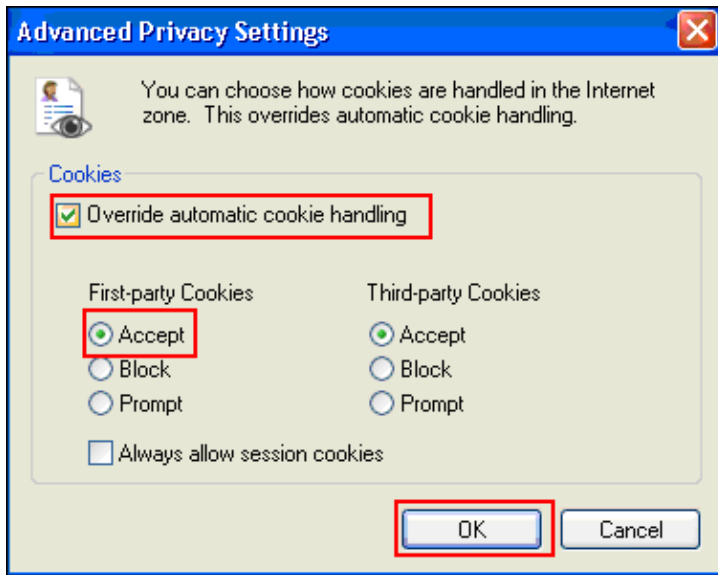 Advanced Privacy Settings
You can choose how cookies are handled in the Internet
zone.  This overrides automatic cookie handling.
Cookies
Override automatic cookie handling
First-party Cookies
Third-party Cookies
Accept
Accept
Block
Block
Prompt
Prompt
Always allow session cookies
OK
Cancel